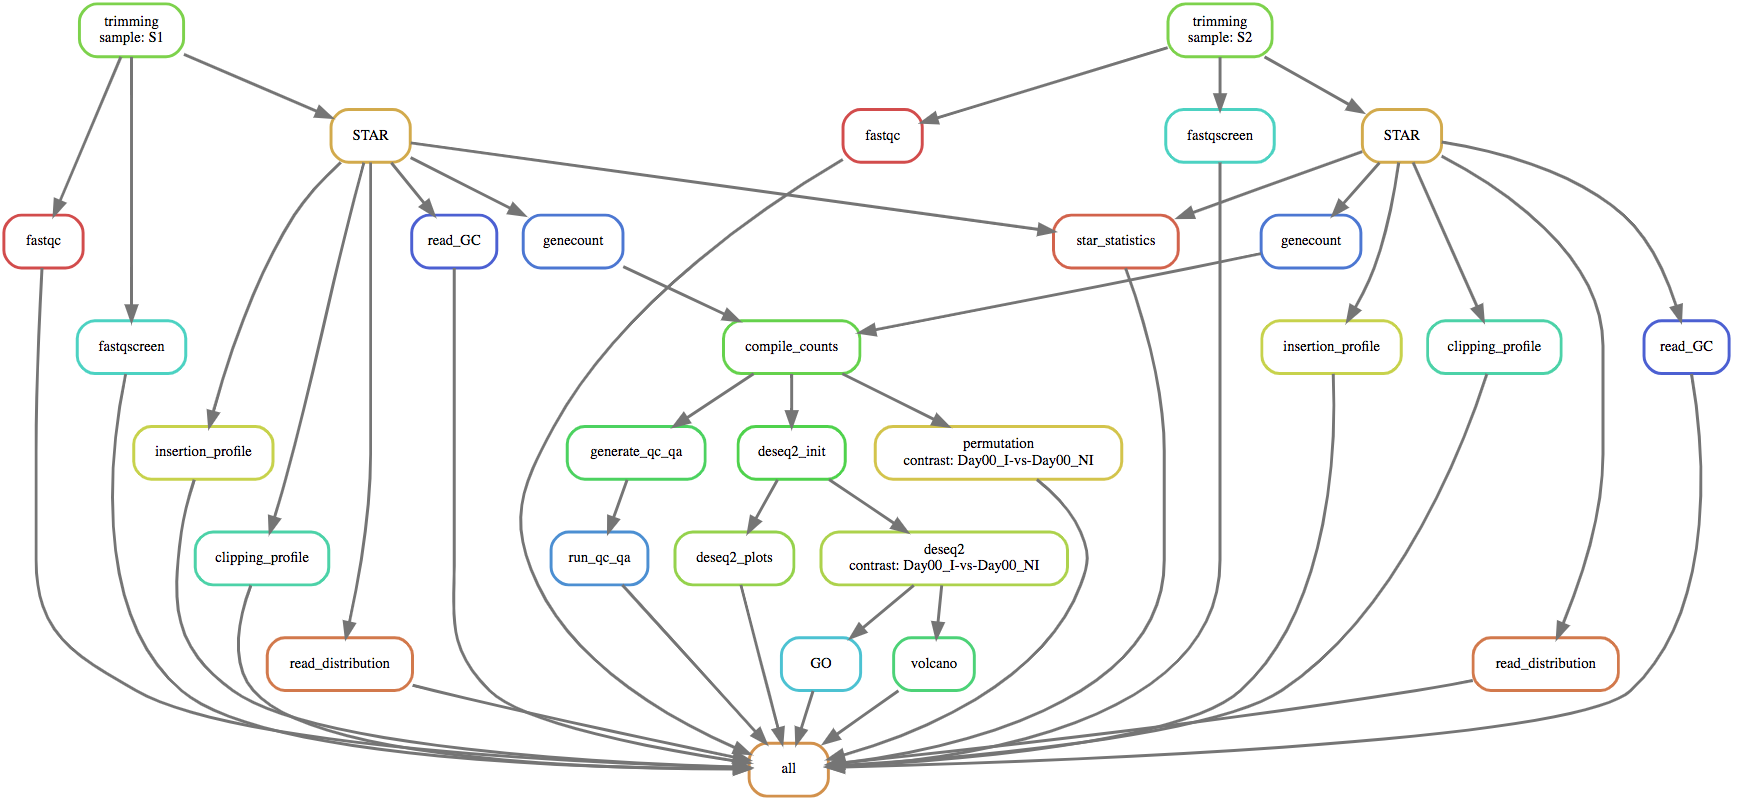 trimming
sample: S1
trimming
sample: S2
STAR
fastqc
fastqscreen
STAR
fastqc
read_GC
genecount
star_statistics
genecount
fastqscreen
compile_counts
insertion_profile
clipping_profile
read_GC
insertion_profile
generate_qc_qa
deseq2_init
permutation
contrast: Day00_I-vs-Day00_NI
clipping_profile
run_qc_qa
deseq2_plots
deseq2
contrast: Day00_I-vs-Day00_NI
read_distribution
GO
volcano
read_distribution
all